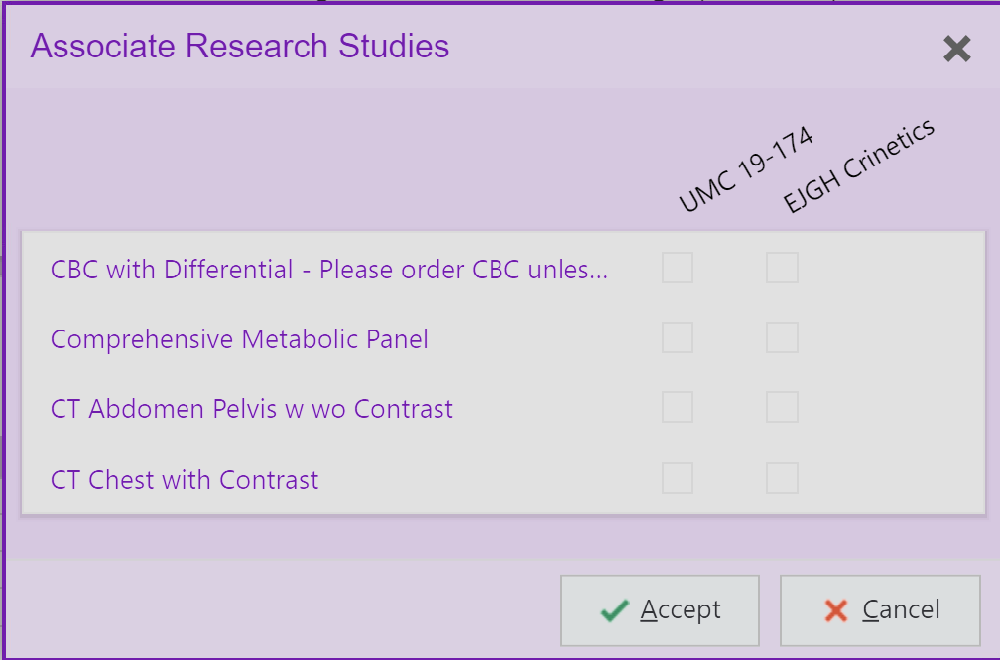 Associate Research Studies
UMC 19-174
EJGH Crinetics
CBC with Differential - Please order CBC unles...
Comprehensive Metabolic Panel
CT Abdomen Pelvis w wo Contrast
CT Chest with Contrast
Accept
Cancel